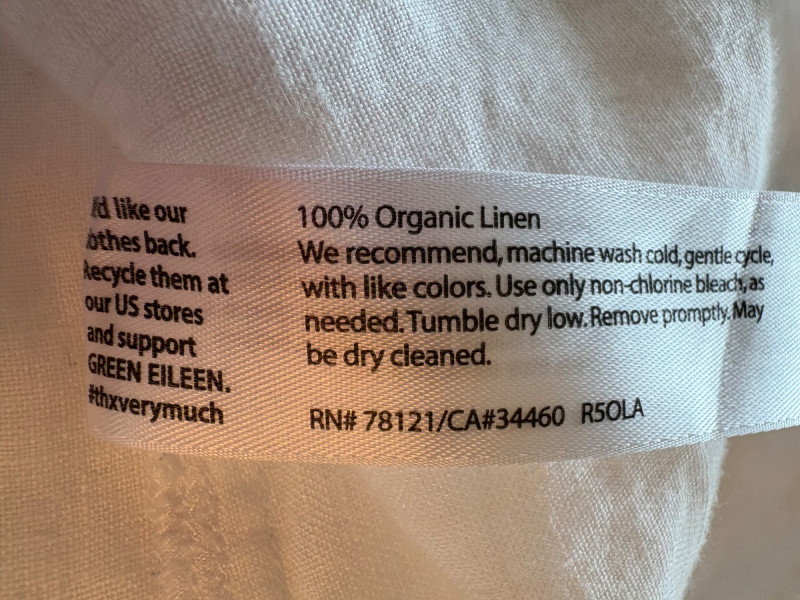 like our
back.
Recycle them at
our US stores
and support
GREEN EILEEN.
#thxverymuch
100% Organic Linen
We recommend, machine wash cold, gentle cycle,
with like colors. Use only non-chlorine bleach, as
needed. Tumble dry low. Remove promptly. May
be dry cleaned.
RN# 78121/CA#34460 R5OLA